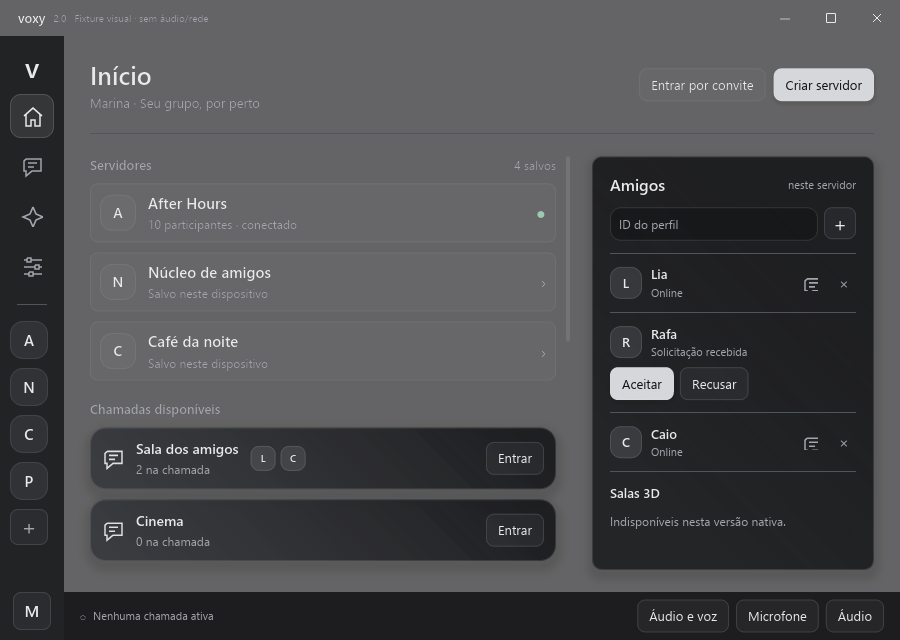 voxy 2.0 Fixture visual · sem áudio/rede
V
Início
Marina · Seu grupo, por perto
Entrar por convite
Criar servidor
Servidores
4 salvos
A
After Hours
10 participantes · conectado
N
Núcleo de amigos
Salvo neste dispositivo
C
Café da noite
Salvo neste dispositivo
Chamadas disponíveis
Sala dos amigos
L
C
2 na chamada
Entrar
Cinema
0 na chamada
Entrar
Amigos
neste servidor
ID do perfil
+
L
Lia
Online
×
R
Rafa
Solicitação recebida
Aceitar
Recusar
C
Caio
Online
×
Salas 3D
Indisponíveis nesta versão nativa.
A
N
C
P
+
M
Nenhuma chamada ativa
Áudio e voz
Microfone
Áudio